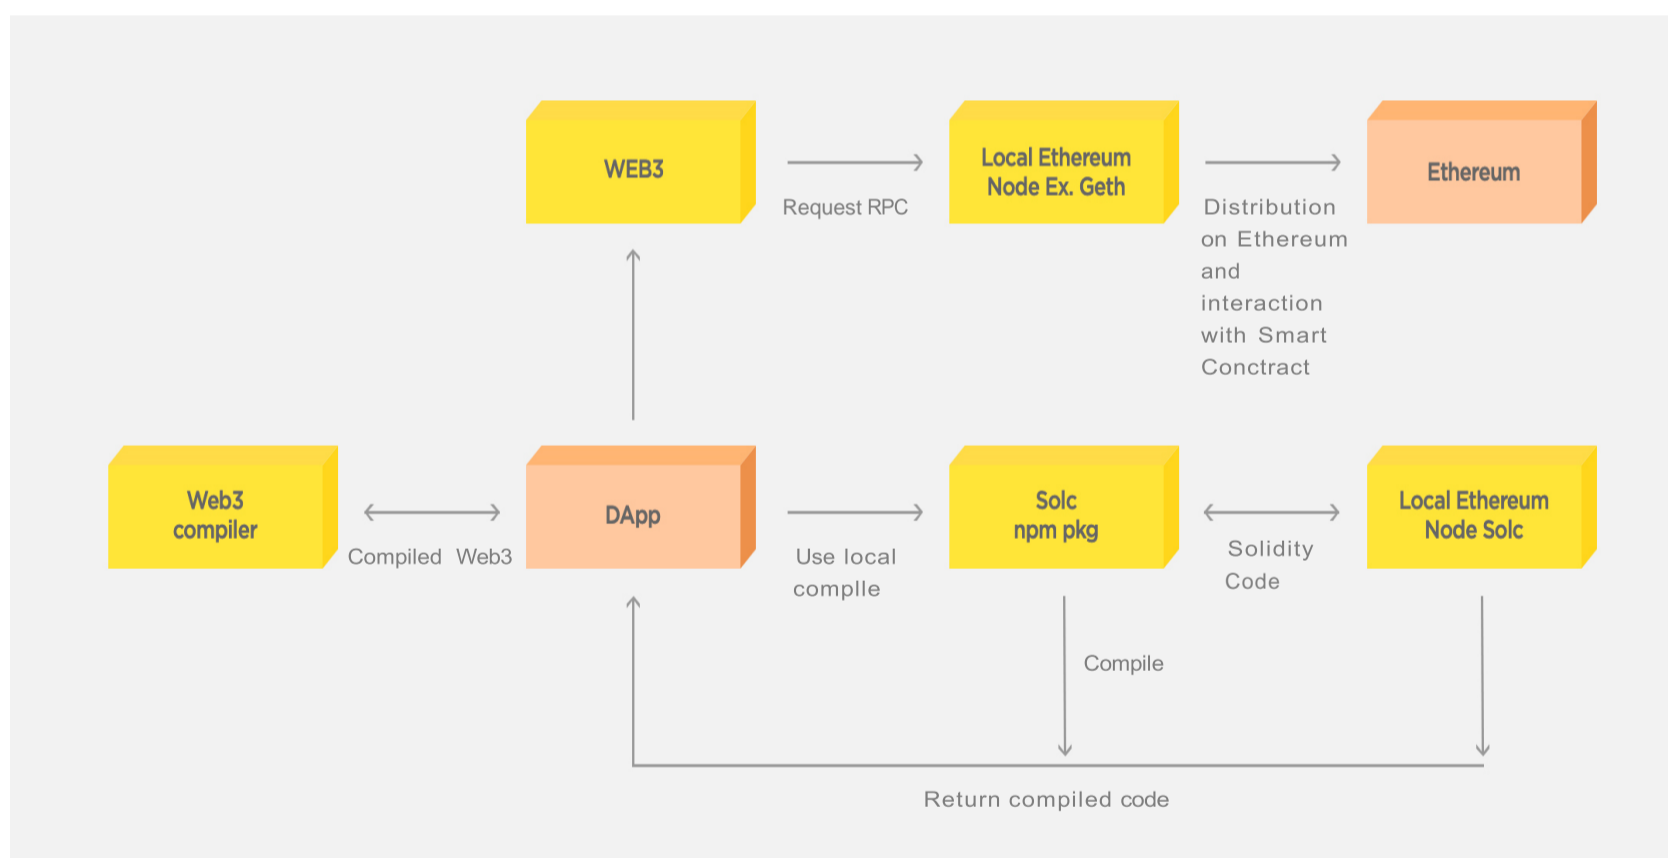 WEB3
Request RPC
Local Ethereum
Node Ex. Geth
Distribution
on Ethereum
and
interaction
with Smart
Conctract
Ethereum
Web3
compiler
Compiled Web3
DApp
Use local
complle
Solc
npm pkg
Solidity
Code
Local Ethereum
Node Solc
Compile
Return compiled code